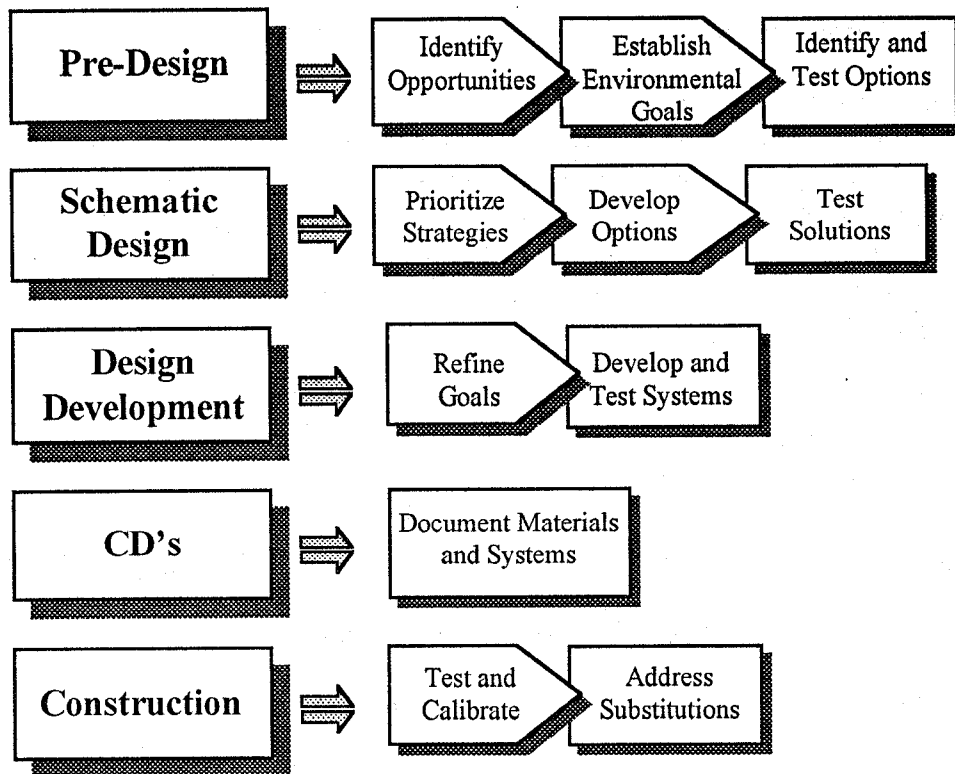 Pre-Design
Identify
Opportunities
Establish
Environmental
Goals
Identify and
Test Options
Schematic
Design
Prioritize
Strategies
Develop
Options
Test
Solutions
Design
Development
Refine
Goals
Develop and
Test Systems
CD's
Document Materials
and Systems
Construction
Test and
Calibrate
Address
Substitutions